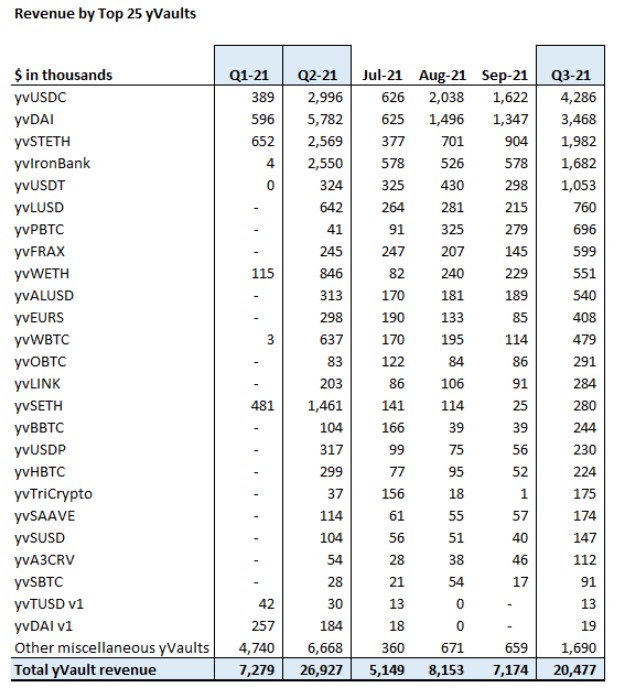 Revenue by Top 25 yVaults
$ in thousands Q1-21 Q2-21 Jul-21 Aug-21 Sep-21 Q3-21
yvUSDC 389 2,996 626 2,038 1,622 4,286
yvDAI 596 5,782 625 1,496 1,347 3,468
yvSTETH 652 2,569 377 701 904 1,982
yvIronBank 4 2,550 578 526 578 1,682
yvUSDT 0 324 325 430 298 1,053
yvLUSD - 642 264 281 215 760
yvPBTC - 41 91 325 279 696
yvFRAX - 245 247 207 145 599
yvWETH 115 846 82 240 229 551
yvALUSD - 313 170 181 189 540
yvEURS - 298 190 133 85 408
yvWBTC 3 637 170 195 114 479
yvOBTC - 83 122 84 86 291
yvLINK - 203 86 106 91 284
yvSETH 481 1,461 141 114 25 280
yvBBTC - 104 166 39 39 244
yvUSDP - 317 99 75 56 230
yvHBTC - 299 77 95 52 224
yvTriCrypto - 37 156 18 1 175
yvSAAVE - 114 61 55 57 174
yvSUSD - 104 56 51 40 147
yvA3CRV - 54 28 38 46 112
yvSBTC - 28 21 54 17 91
yvTUSD v1 42 30 13 0 - 13
yvDAI v1 257 184 18 0 - 19
Other miscellaneous yVaults 4,740 6,668 360 671 659 1,690
Total yVault revenue 7,279 26,927 5,149 8,153 7,174 20,477